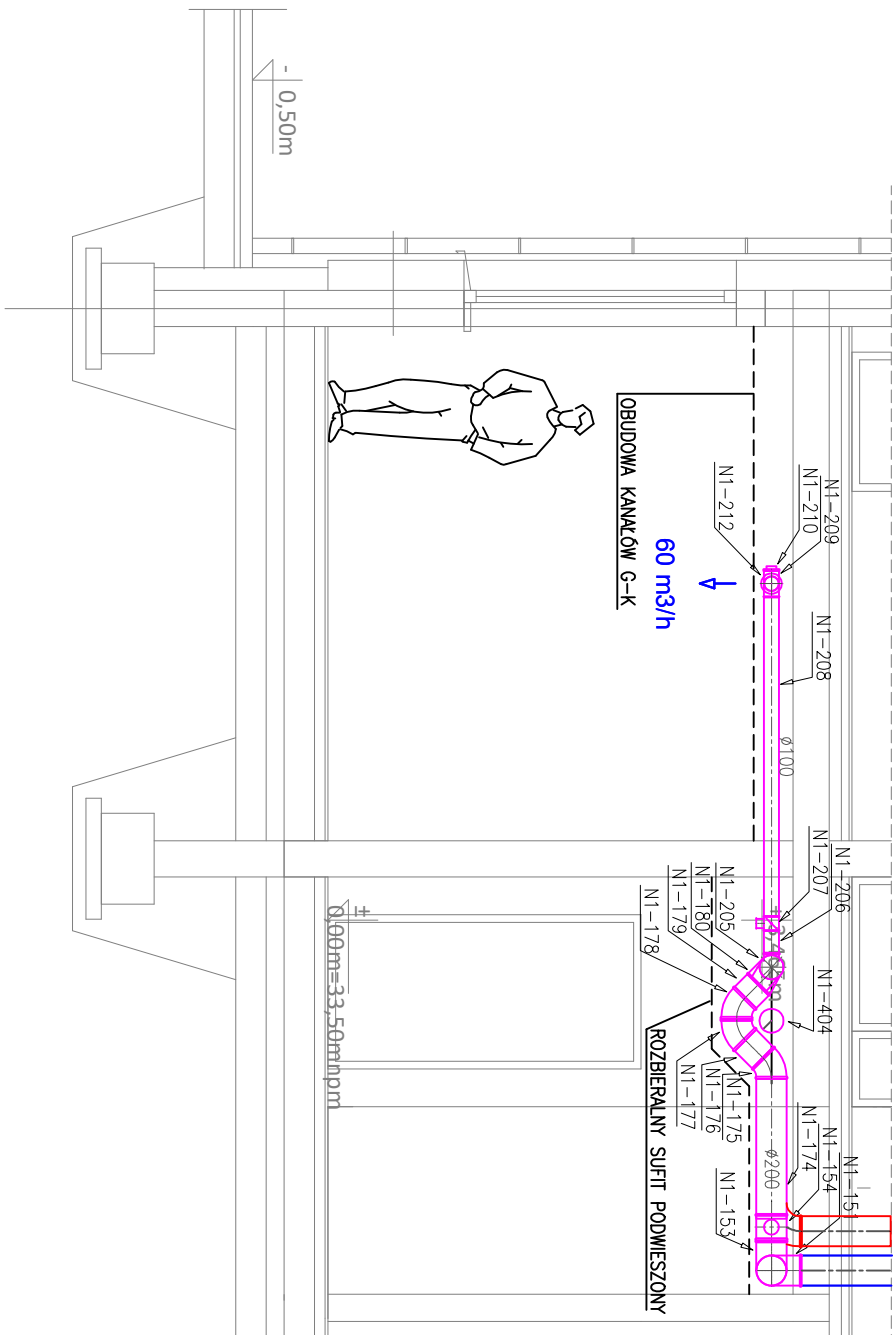 - 0,50m
OBUDOWA KANAŁÓW G-K
60 m3/h
N1-209
N1-210
N1-212
N1-208
ø100
N1-206
N1-207
N1-205
N1-180
N1-179
N1-178
N1-404
±
0,00m=33,50mnpm
ROZBIERALNY SUFIT PODWIESZONY
N1-177
N1-176
N1-175
N1-174
N1-154
N1-151
N1-153
ø200